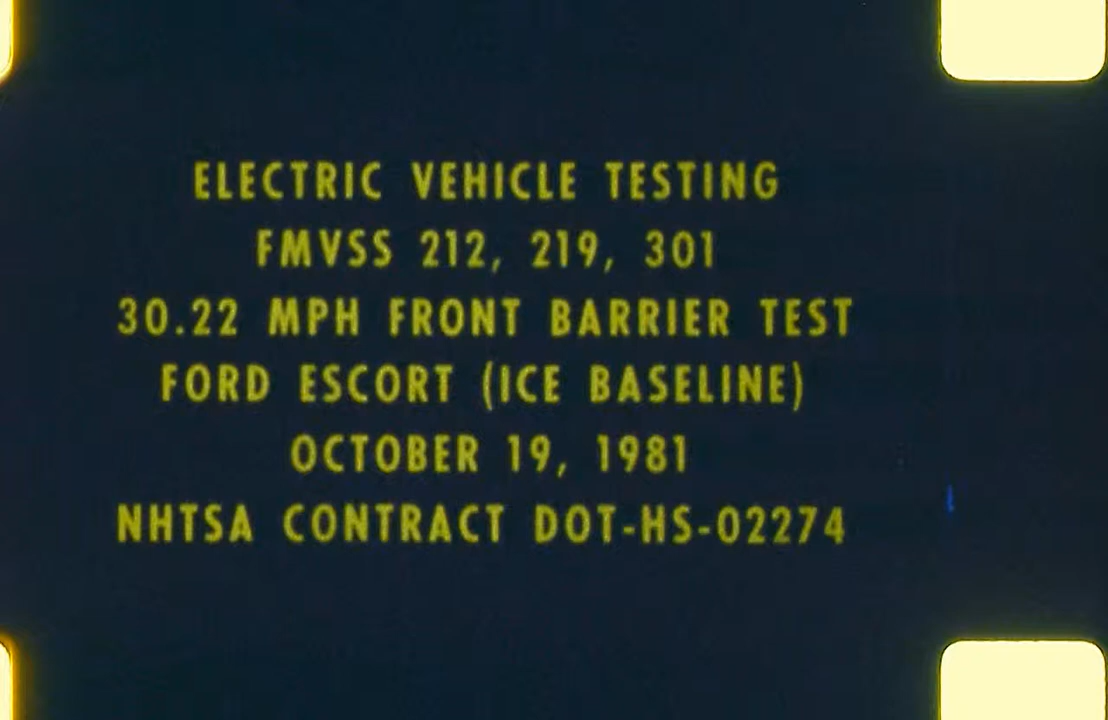 ELECTRIC VEHICLE TESTING
FMVSS 212, 219, 301
30.22 MPH FRONT BARRIER TEST
FORD ESCORT (ICE BASELINE)
OCTOBER 19, 1981
NHTSA CONTRACT DOT-HS-02274